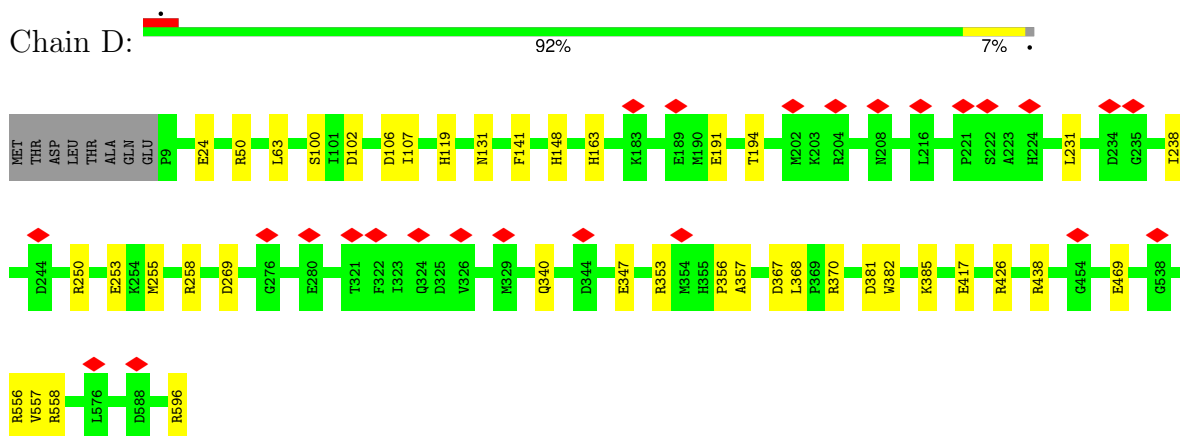 Chain D:
92%
7%
MET THR ASP LEU THR ALA GLN GLU P9 E24 R50 L63 S100 I101 D102 D106 I107 H119 N131 F141 H148 H163 K183 E189 M190 E191 T194 M202 K203 R204 N208 L216 P221 S222 A223 H224 L231 D234 G235 I238
D244 R250 E253 K254 M255 R258 D269 G276 E280 T321 F322 I323 Q324 D325 V326 M329 Q340 D344 E347 R353 M354 H355 P356 A357 D367 L368 P369 R370 D381 W382 K385 E417 R426 R438 G454 E469 G538
R556 V557 R558 L576 D588 R596